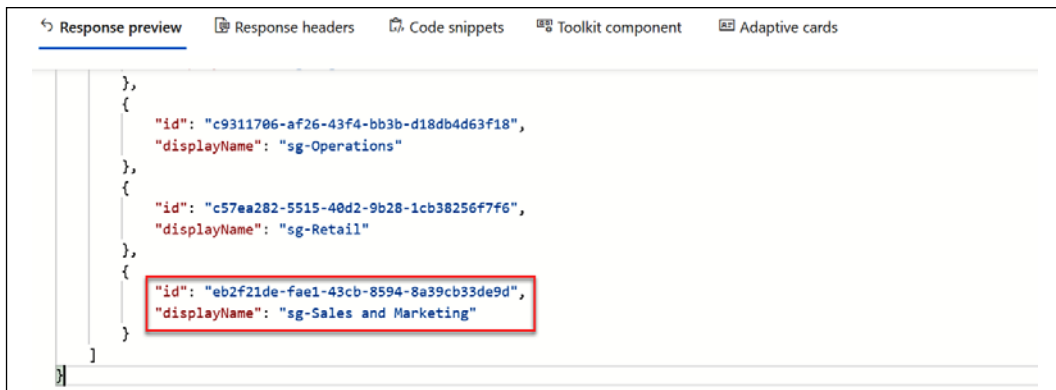 Response preview Response headers Code snippets Toolkit component Adaptive cards
},
{
"id": "c9311706-af26-43f4-bb3b-d18db4d63f18",
"displayName": "sg-Operations"
},
{
"id": "c57ea282-5515-40d2-9b28-1cb38256f7f6",
"displayName": "sg-Retail"
},
{
"id": "eb2f21de-fae1-43cb-8594-8a39cb33de9d",
"displayName": "sg-Sales and Marketing"
}
]
}